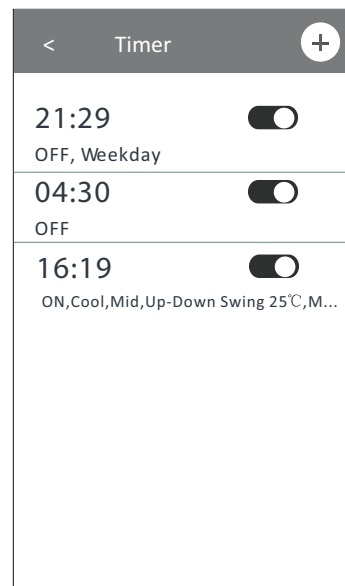 < Timer +
21:29
OFF, Weekday
04:30
OFF
16:19
ON,Cool,Mid,Up-Down Swing 25℃,M...